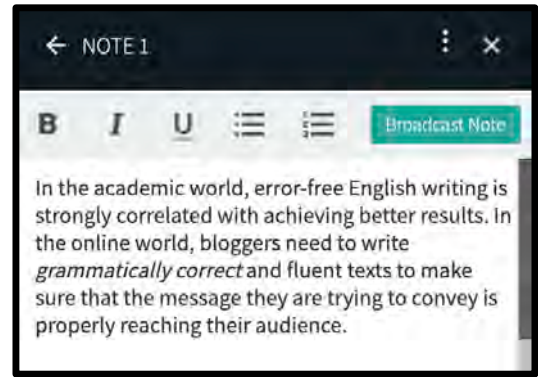 NOTE 1
B I U Broadcast Note
In the academic world, error-free English writing is
strongly correlated with achieving better results. In
the online world, bloggers need to write
grammatically correct and fluent texts to make
sure that the message they are trying to convey is
properly reaching their audience.